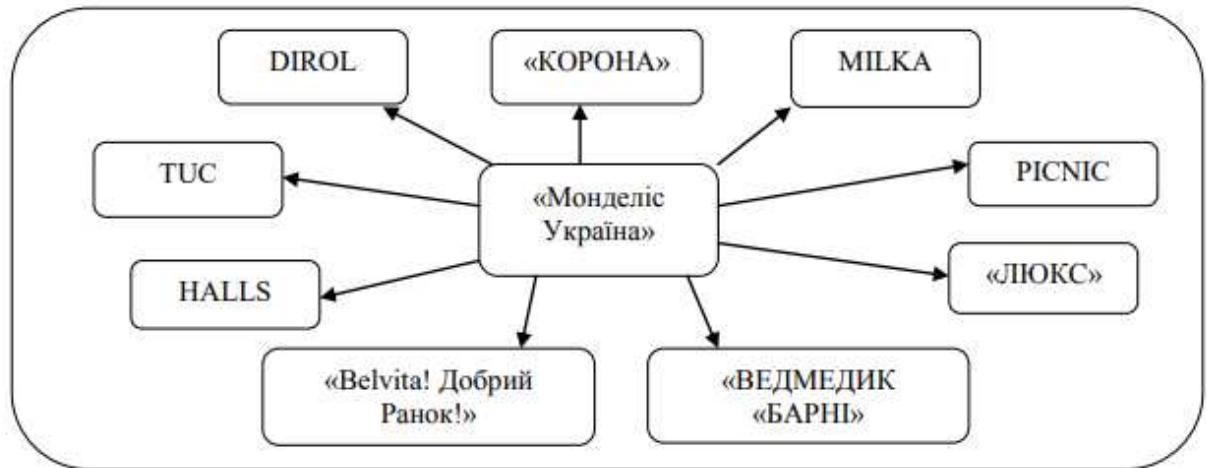 DIROL
«КОРОНА»
MILKA
TUC
«Монделіс
Україна»
PICNIC
HALLS
«ЛЮКС»
«Belvita! Добрий
Ранок!»
«ВЕДМЕДИК
«БАРНІ»